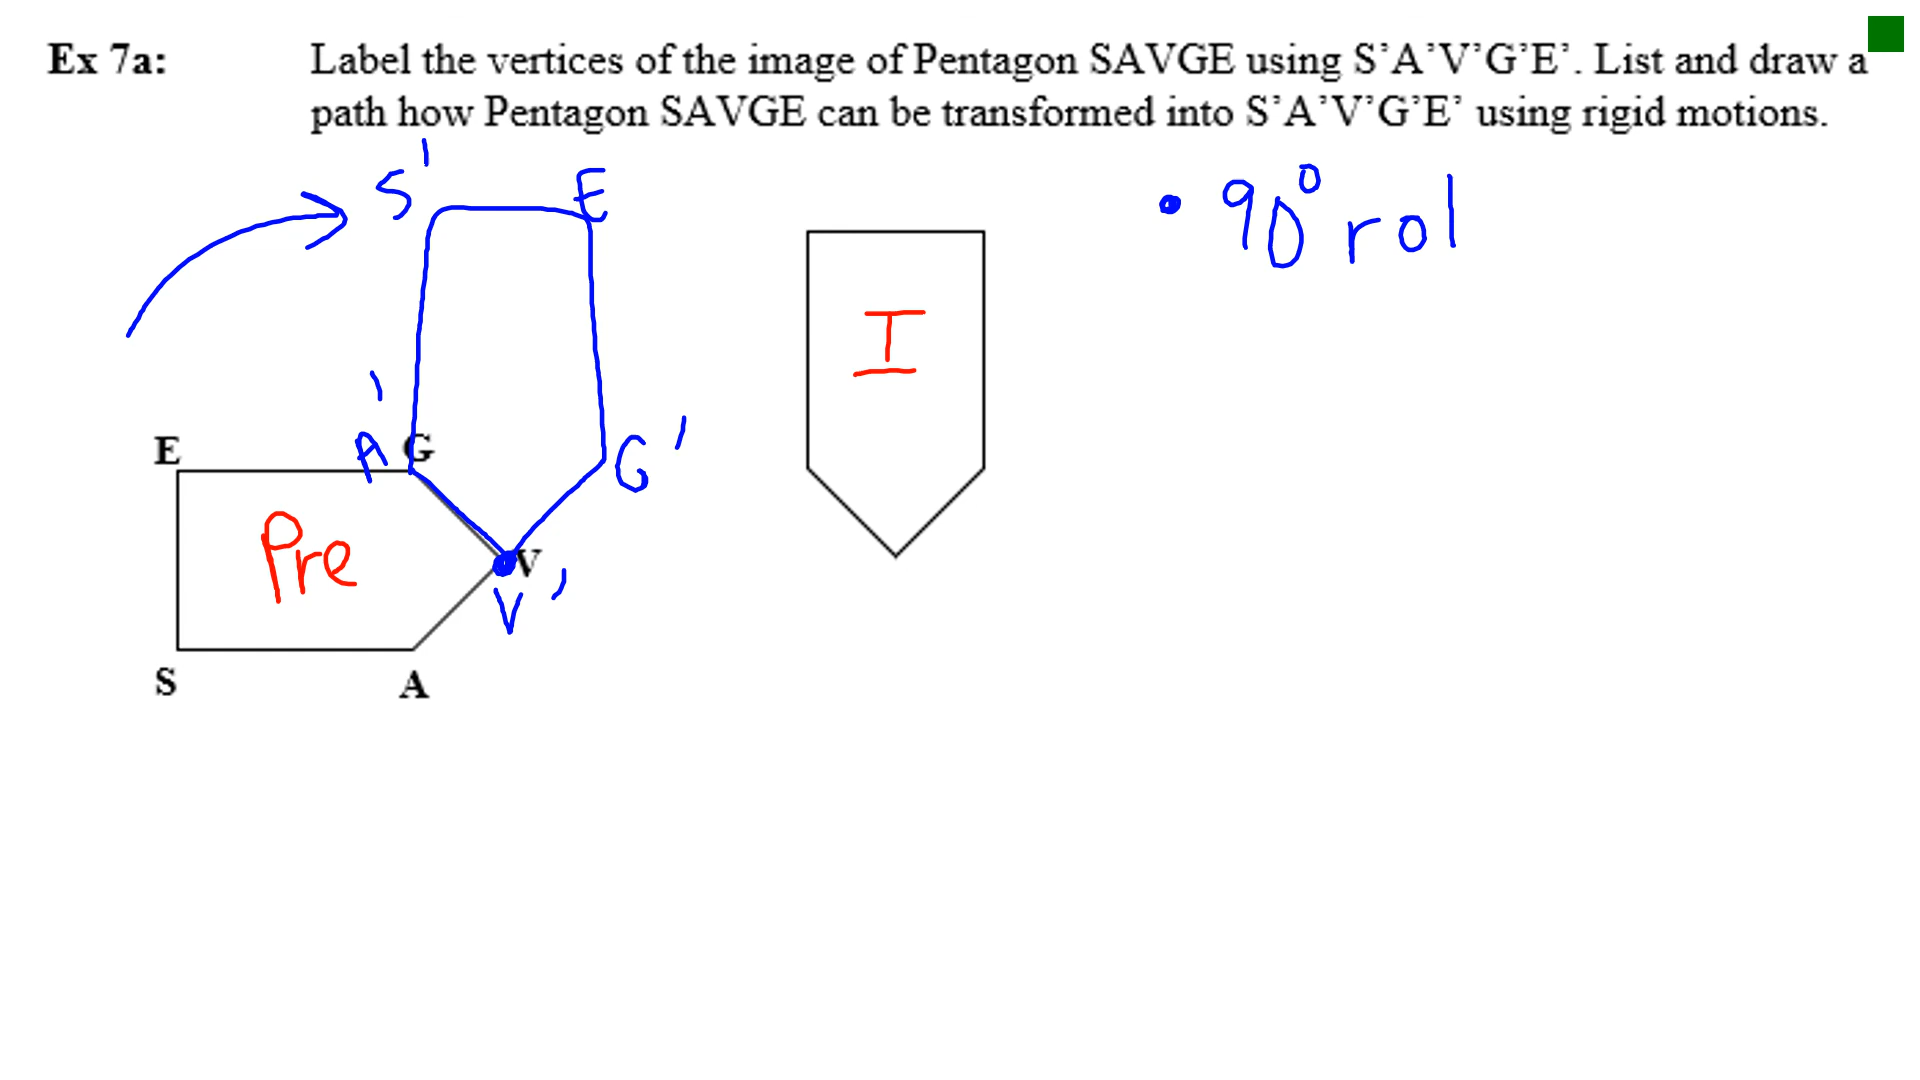 Ex 7a: Label the vertices of the image of Pentagon SAVGE using S’A’V’G’E’. List and draw a
path how Pentagon SAVGE can be transformed into S’A’V’G’E’ using rigid motions.
S' E
• 90° rol
I
E A' G G'
Pre
V
V'
S A